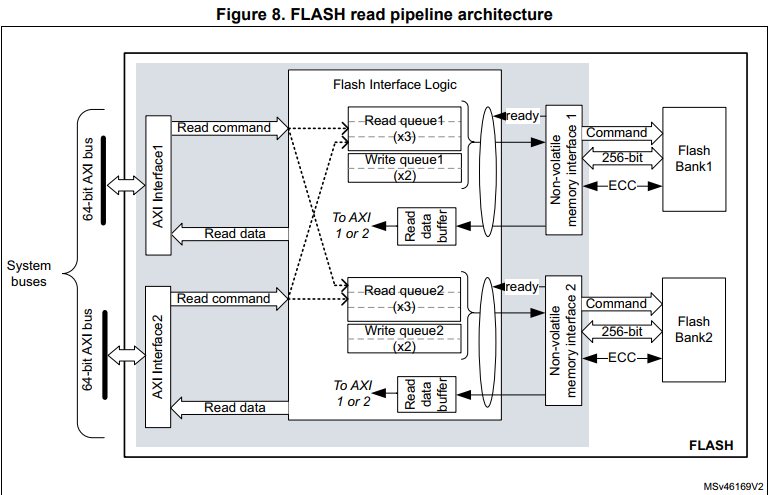 Figure 8. FLASH read pipeline architecture
Flash Interface Logic
System
buses
64-bit AXI bus
AXI Interface1
Read command
Read data
Read queue1
(x3)
Write queue1
(x2)
To AXI
1 or 2
Read
data
buffer
ready
Non-volatile
memory interface 1
Command
256-bit
ECC
Flash
Bank1
64-bit AXI bus
AXI Interface2
Read command
Read data
Read queue2
(x3)
Write queue2
(x2)
To AXI
1 or 2
Read
data
buffer
ready
Non-volatile
memory interface 2
Command
256-bit
ECC
Flash
Bank2
FLASH
MSv46169V2